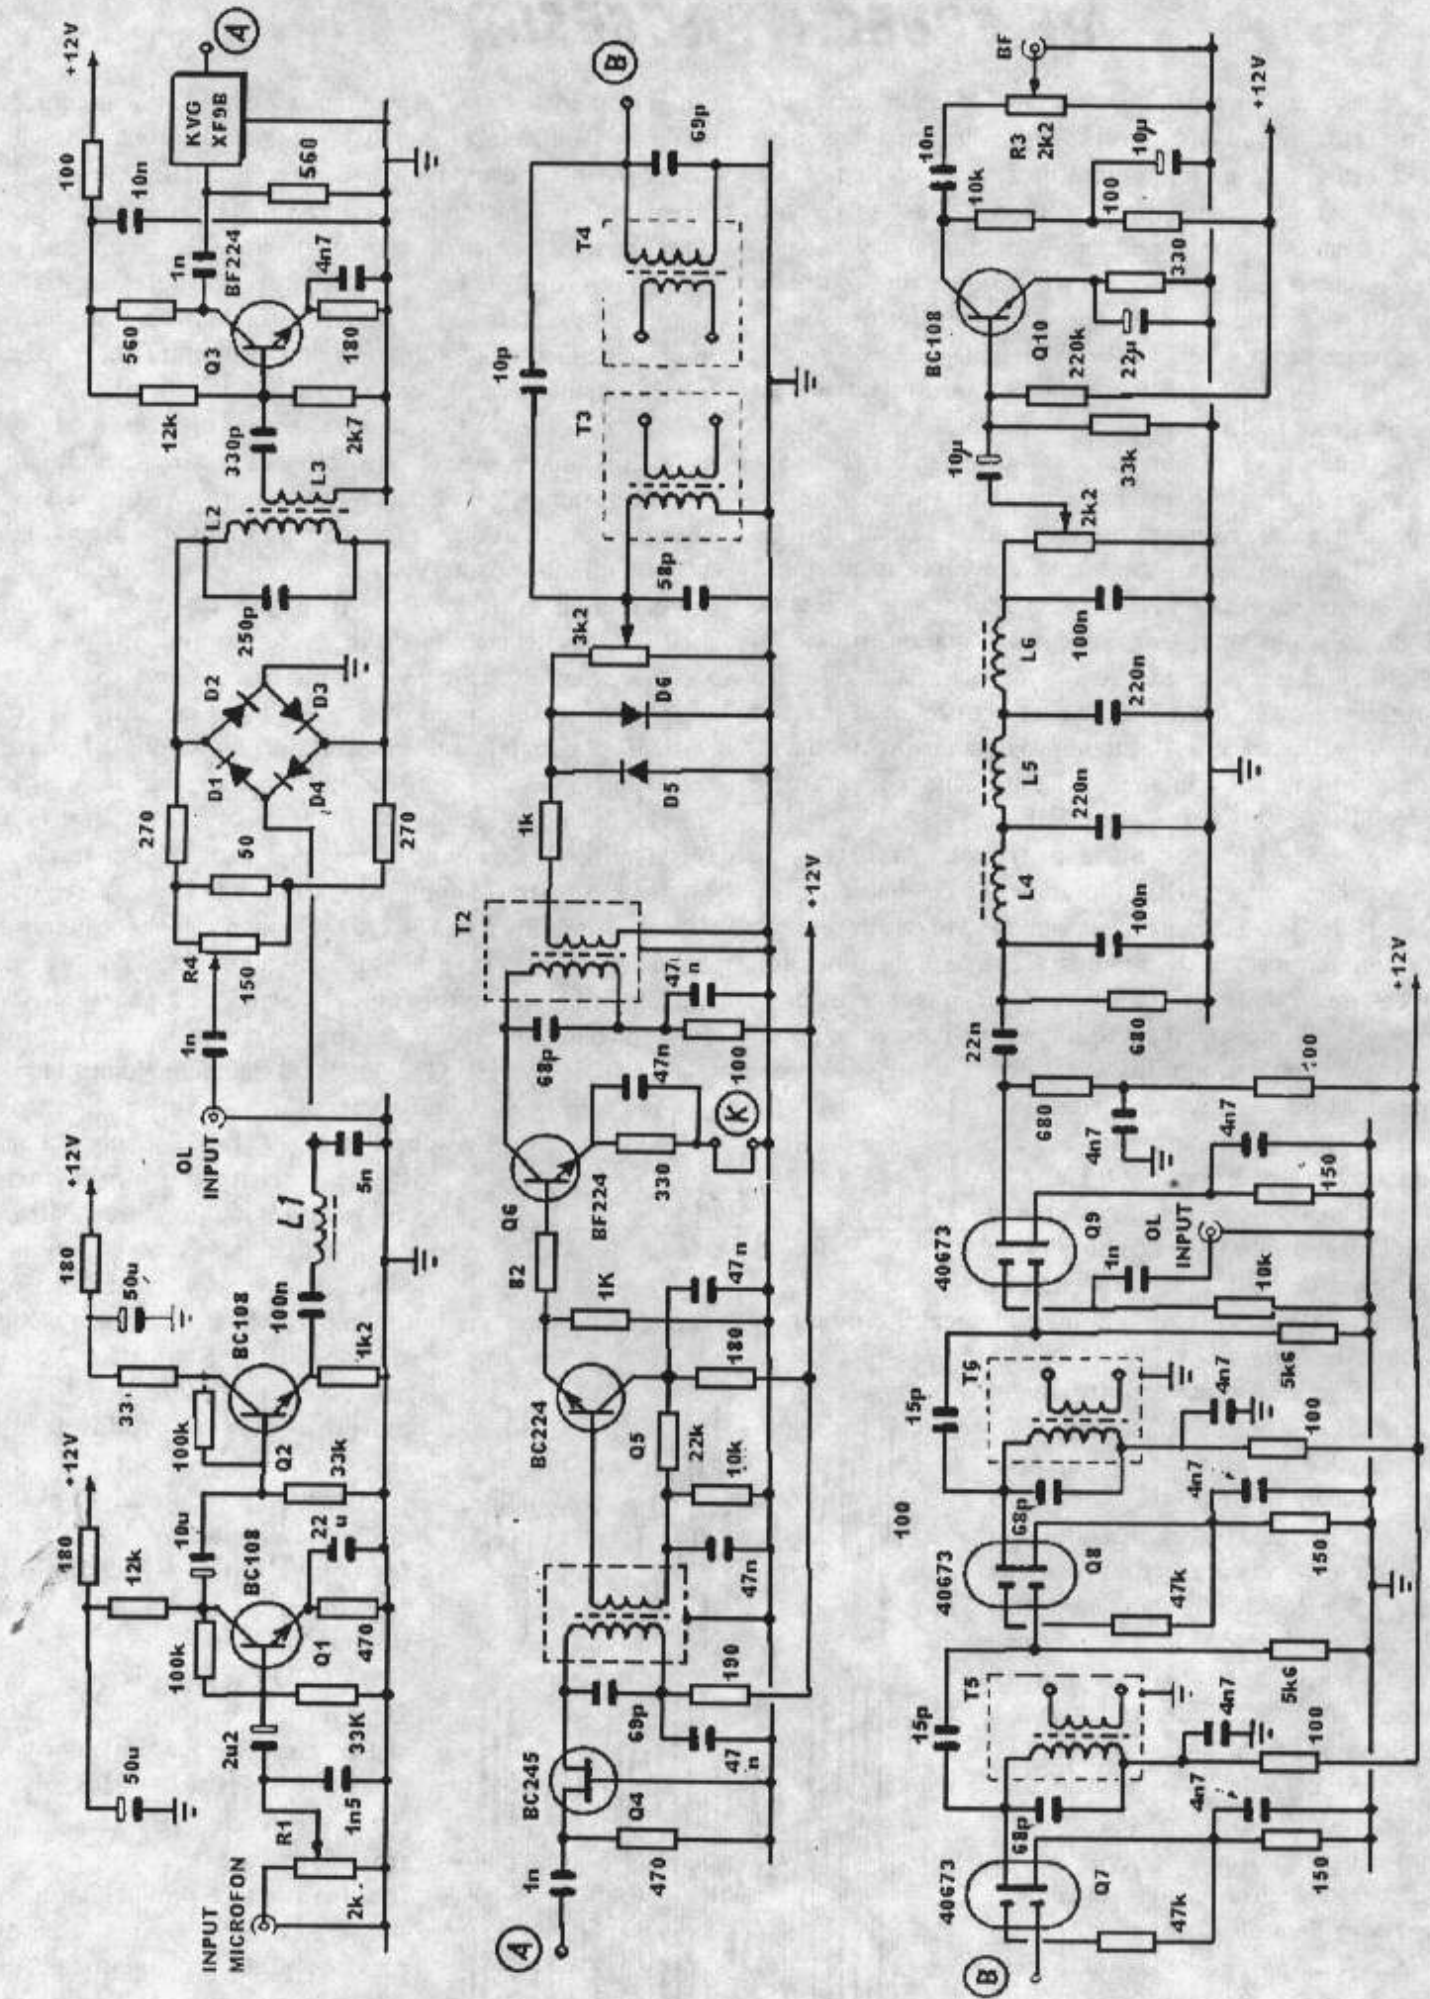 INPUT
MICROFON
2k.
R1
1n5
2u2
33K
50u
180
+12V
12k
100k
BC108
Q1
470
22
u
10u
33k
100k
Q2
BC108
33
180
+12V
50u
1k2
100n
L1
5n
OL
INPUT
1n
R4
150
50
270
270
D1
D2
D3
D4
250p
L2
L3
330p
12k
2k7
560
Q3
BF224
180
4n7
1n
10n
100
+12V
KVG
XF9B
560
A
A
1n
470
BC245
Q4
69p
47
n
190
47n
10k
22k
BC224
Q5
180
47n
1K
82
Q6
BF224
330
47n
K
68p
100
47
n
T2
1k
D5
D6
3k2
58p
10p
T3
T4
69p
B
+12V
B
40673
Q7
47k
68p
150
4n7
T5
15p
4n7
100
5k6
40673
Q8
47k
100
68p
150
4n7
T6
15p
4n7
100
5k6
40673
Q9
1n
10k
OL
INPUT
150
4n7
4n7
680
100
+12V
22n
680
100n
L4
220n
L5
220n
L6
100n
2k2
10µ
33k
220k
BC108
Q10
22µ
330
10k
100
10µ
10n
R3
2k2
BF
+12V